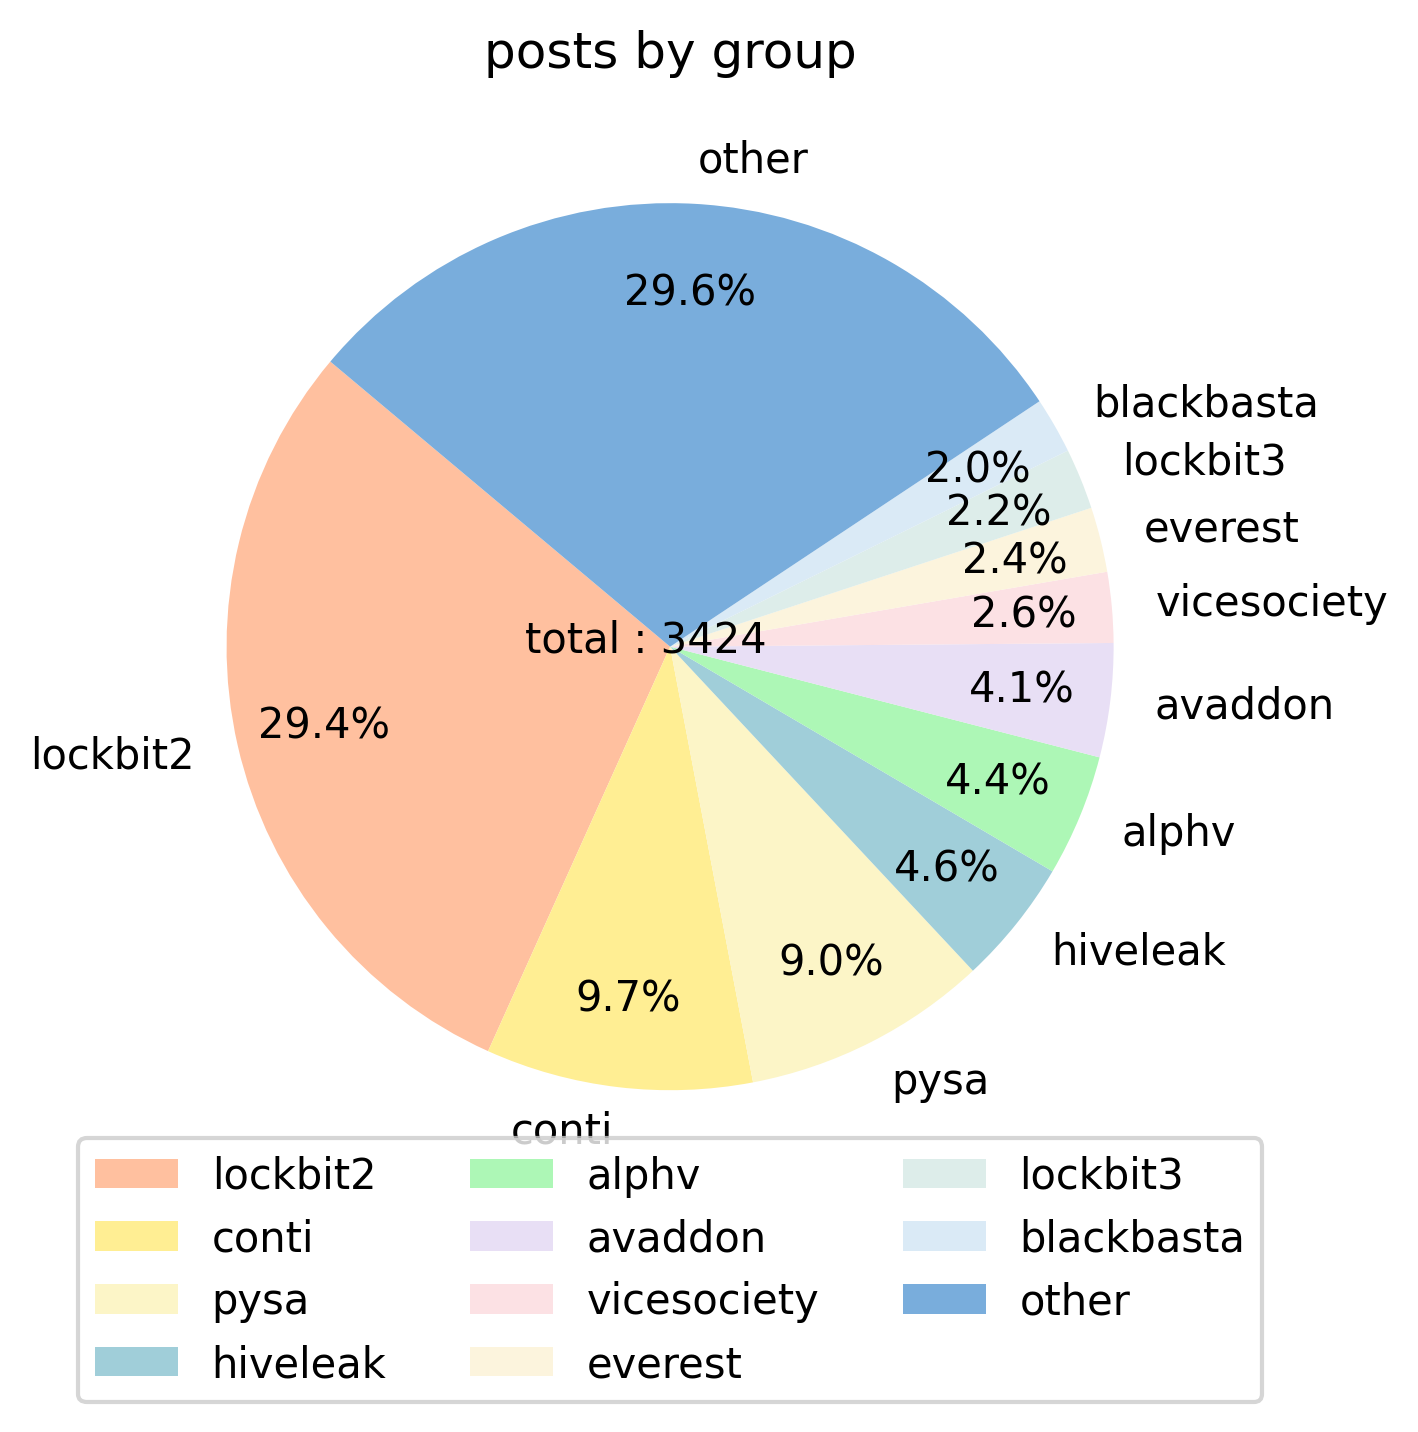 posts by group
other
29.6%
blackbasta
2.0%
lockbit3
2.2%
everest
2.4%
vicesociety
2.6%
total : 3424
avaddon
4.1%
lockbit2
29.4%
alphv
4.4%
hiveleak
4.6%
pysa
9.0%
conti
9.7%
lockbit2
conti
pysa
hiveleak
alphv
avaddon
vicesociety
everest
lockbit3
blackbasta
other